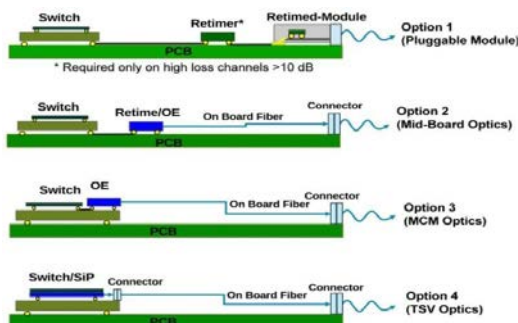 Switch
Retimer*
Retimed-Module
Option 1
(Pluggable Module)
PCB
* Required only on high loss channels >10 dB
Switch
Retime/OE
On Board Fiber
Connector
Option 2
(Mid-Board Optics)
PCB
Switch
OE
On Board Fiber
Option 3
(MCM Optics)
PCB
Switch/SiP
Connector
On Board Fiber
Connector
Option 4
(TSV Optics)
PCB